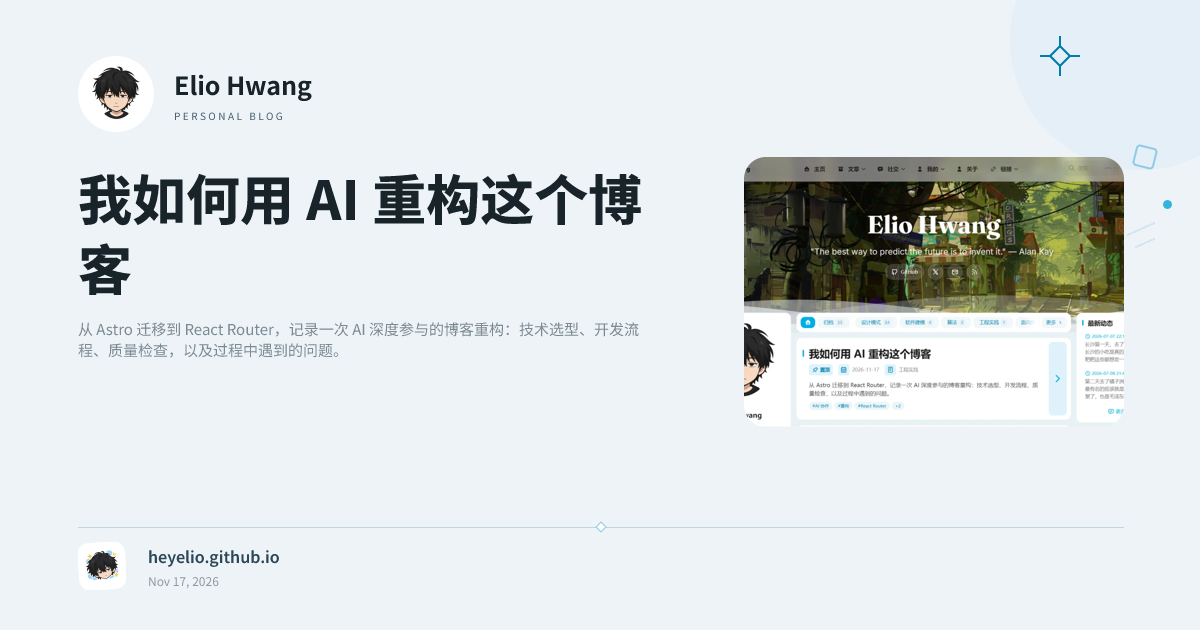 Elio Hwang
PERSONAL BLOG
我如何用 AI 重构这个博
客
从 Astro 迁移到 React Router，记录一次 AI 深度参与的博客重构：技术选型、开发流
程、质量检查，以及过程中遇到的问题。
主页 文章 社交 我的 关于 链接
Elio Hwang
"The best way to predict the future is to invent it." — Alan Kay
GitHub
归档 设计模式 软件建模 算法 工程实践 更多
最新动态
我如何用 AI 重构这个博客
置顶 2026-11-17 工程实践
从 Astro 迁移到 React Router，记录一次 AI 深度参与的博客重构：技术选型、开发流程、质
量检查，以及过程中遇到的问题。
#AI 协作 #重构 #React Router +2
heyelio.github.io
Nov 17, 2026